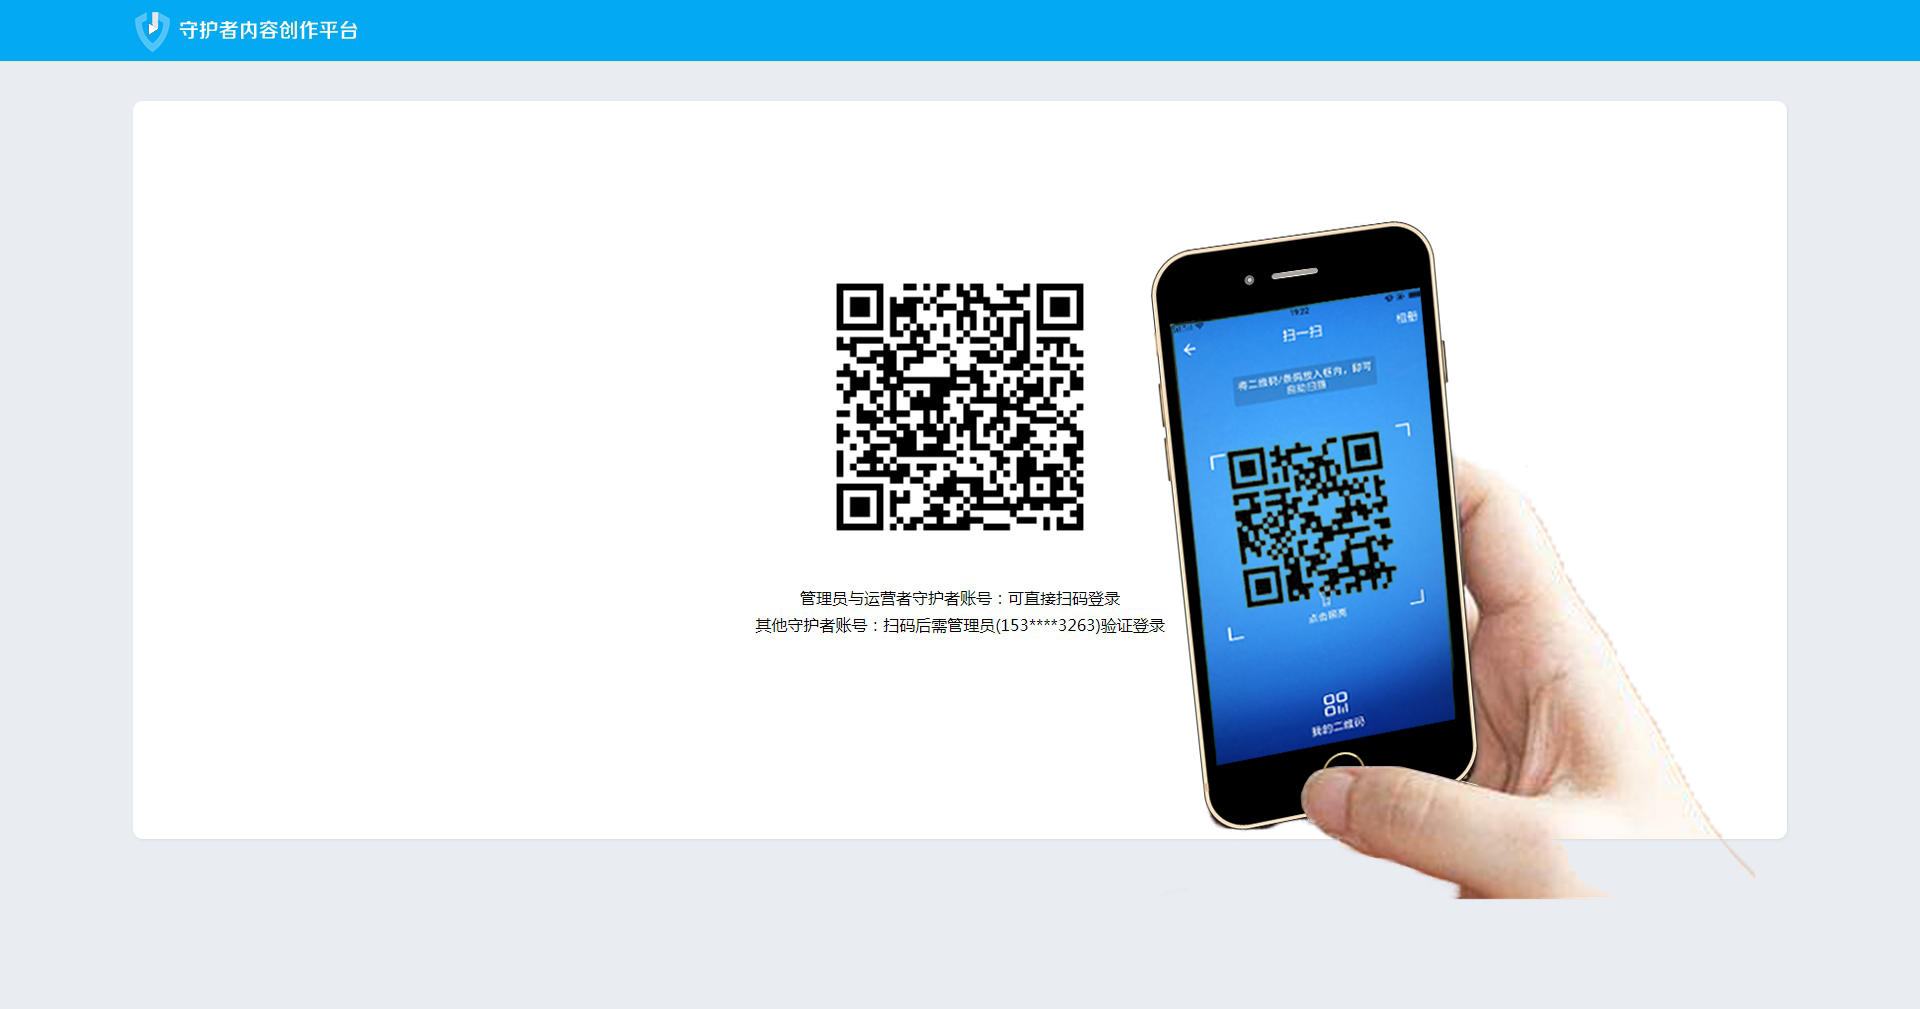 守护者内容创作平台
19:22
扫一扫
相册
将二维码/条码放入框内，即可
自动扫描
点击照亮
我的二维码
管理员与运营者守护者账号：可直接扫码登录
其他守护者账号：扫码后需管理员(153****3263)验证登录